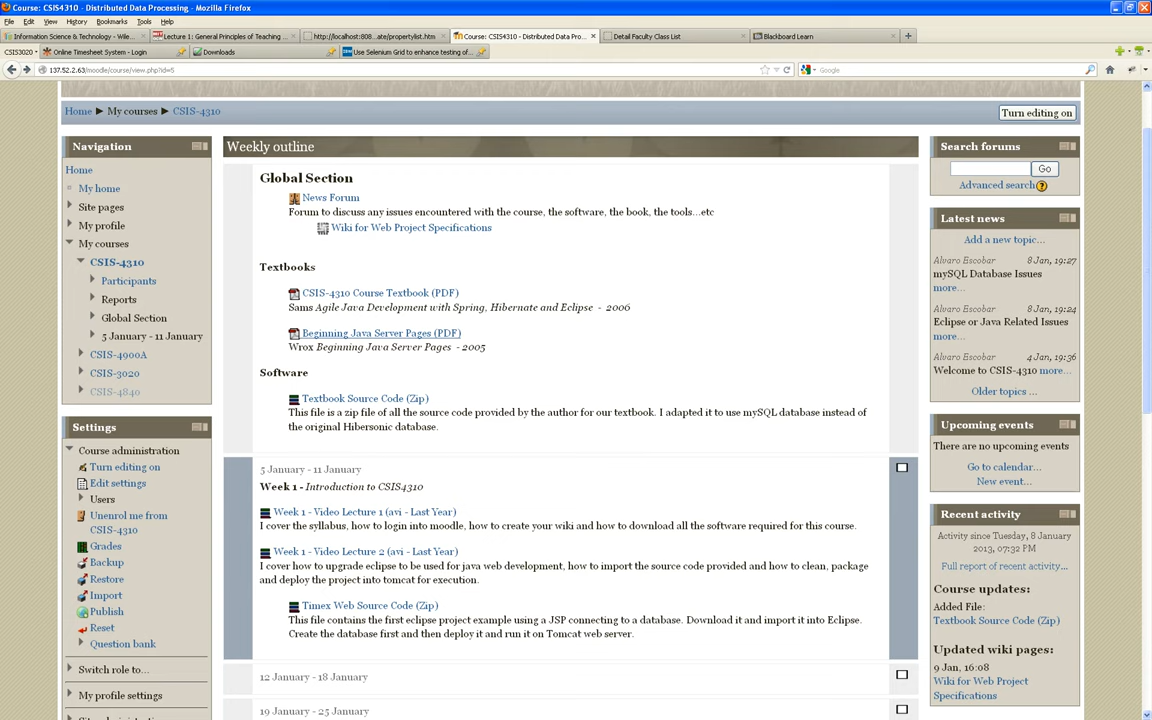 Course: CSIS4310 - Distributed Data Processing - Mozilla Firefox
File Edit View History Bookmarks Tools Help
Information Science & Technology - Wile...
Lecture 1: General Principles of Teaching ...
http://localhost:808...ate/propertylist.htm
Course: CSIS4310 - Distributed Data Pro...
Detail Faculty Class List
Blackboard Learn
CSIS3020
Online Timesheet System - Login
Downloads
Use Selenium Grid to enhance testing of...
137.52.2.63/moodle/course/view.php?id=5
Google
Home ► My courses ► CSIS-4310
Turn editing on
Navigation
Home
My home
Site pages
My profile
My courses
CSIS-4310
Participants
Reports
Global Section
5 January - 11 January
CSIS-4900A
CSIS-3020
CSIS-4840
Settings
Course administration
Turn editing on
Edit settings
Users
Unenrol me from
CSIS-4310
Grades
Backup
Restore
Import
Publish
Reset
Question bank
Switch role to...
My profile settings
Weekly outline
Global Section
News Forum
Forum to discuss any issues encountered with the course, the software, the book, the tools...etc
Wiki for Web Project Specifications
Textbooks
CSIS-4310 Course Textbook (PDF)
Sams Agile Java Development with Spring, Hibernate and Eclipse - 2006
Beginning Java Server Pages (PDF)
Wrox Beginning Java Server Pages - 2005
Software
Textbook Source Code (Zip)
This file is a zip file of all the source code provided by the author for our textbook. I adapted it to use mySQL database instead of
the original Hibersonic database.
5 January - 11 January
Week 1 - Introduction to CSIS4310
Week 1 - Video Lecture 1 (avi - Last Year)
I cover the syllabus, how to login into moodle, how to create your wiki and how to download all the software required for this course.
Week 1 - Video Lecture 2 (avi - Last Year)
I cover how to upgrade eclipse to be used for java web development, how to import the source code provided and how to clean, package
and deploy the project into tomcat for execution.
Timex Web Source Code (Zip)
This file contains the first eclipse project example using a JSP connecting to a database. Download it and import it into Eclipse.
Create the database first and then deploy it and run it on Tomcat web server.
12 January - 18 January
19 January - 25 January
Search forums
Go
Advanced search ?
Latest news
Add a new topic...
Alvaro Escobar 8 Jan, 19:27
mySQL Database Issues
more...
Alvaro Escobar 8 Jan, 19:24
Eclipse or Java Related Issues
more...
Alvaro Escobar 4 Jan, 19:36
Welcome to CSIS-4310 more...
Older topics ...
Upcoming events
There are no upcoming events
Go to calendar...
New event...
Recent activity
Activity since Tuesday, 8 January
2013, 07:32 PM
Full report of recent activity...
Course updates:
Added File:
Textbook Source Code (Zip)
Updated wiki pages:
9 Jan, 16:08
Wiki for Web Project
Specifications